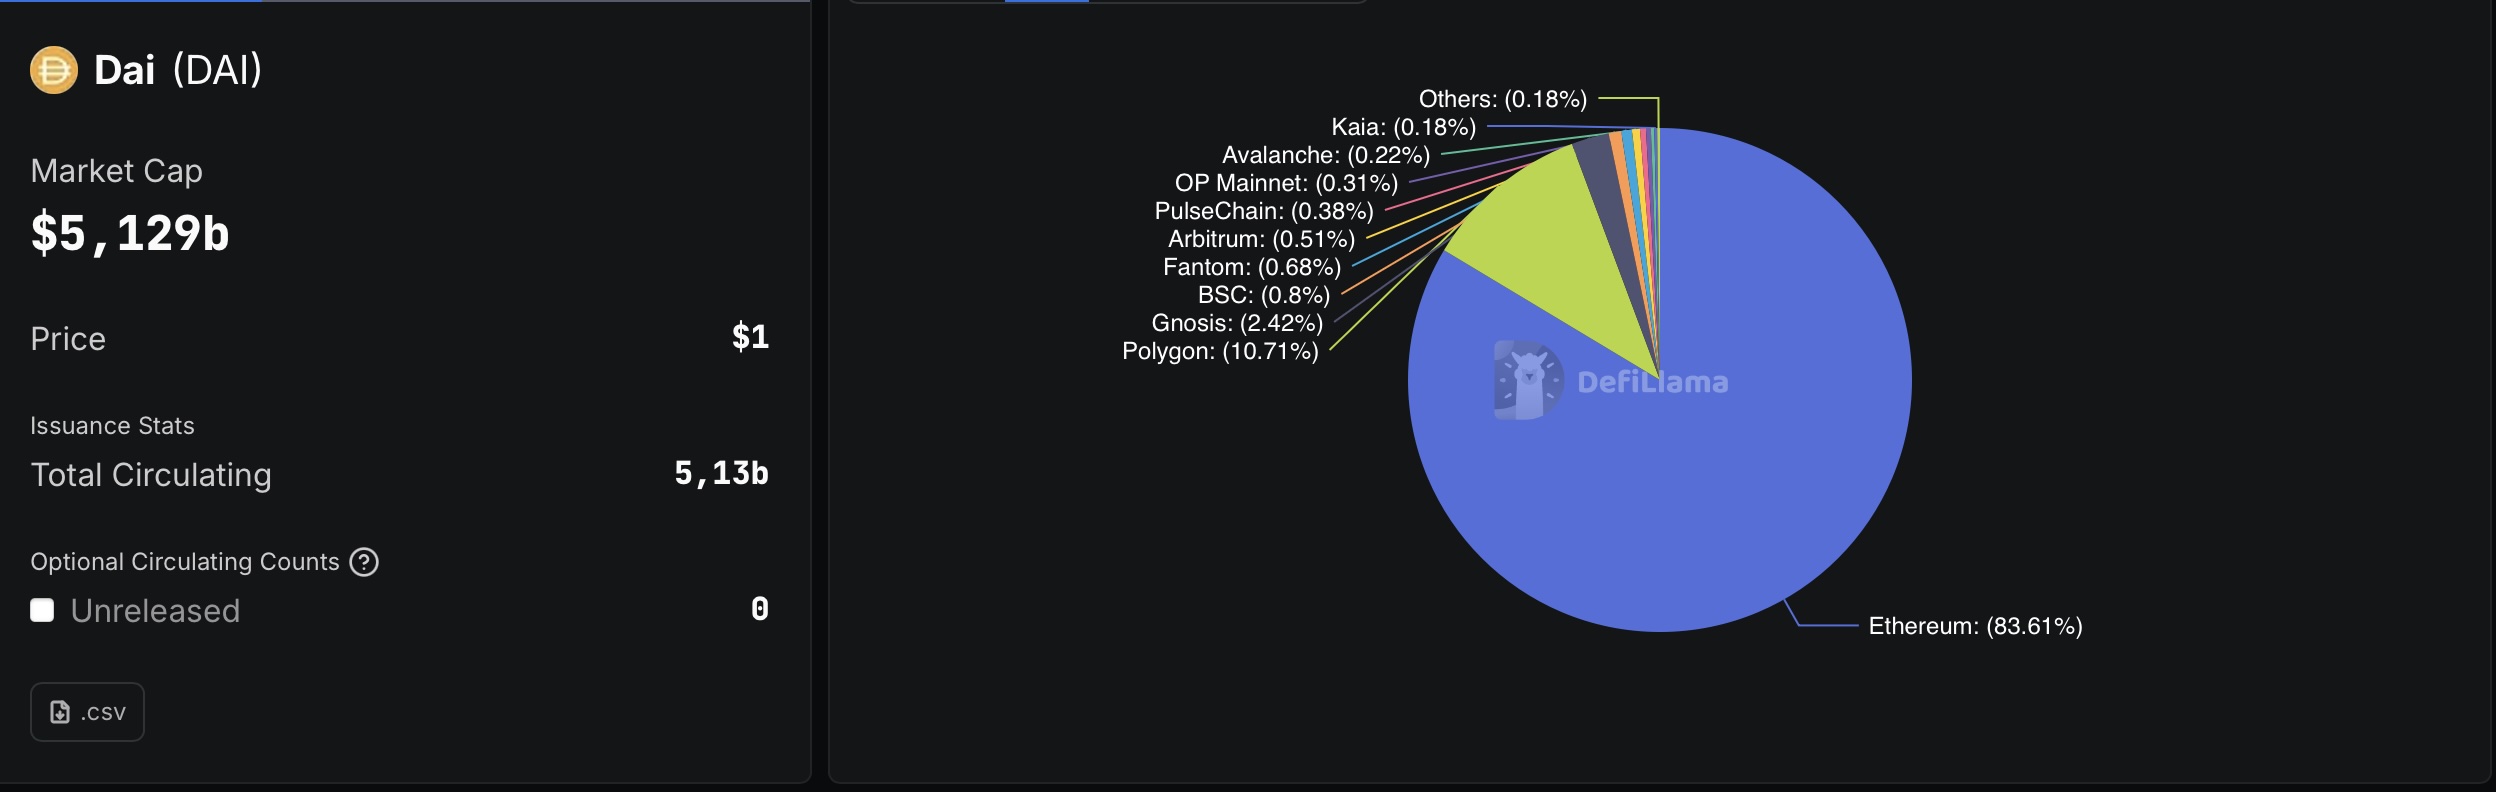 Dai (DAI)
Market Cap
$5,129b
Price $1
Issuance Stats
Total Circulating 5,13b
Optional Circulating Counts ?
Unreleased 0
.csv
Others: (0.18%)
Kaia: (0.18%)
Avalanche: (0.22%)
OP Mainnet: (0.31%)
PulseChain: (0.38%)
Arbitrum: (0.51%)
Fantom: (0.68%)
BSC: (0.8%)
Gnosis: (2.42%)
Polygon: (10.71%)
DefiLlama
Ethereum: (83.61%)